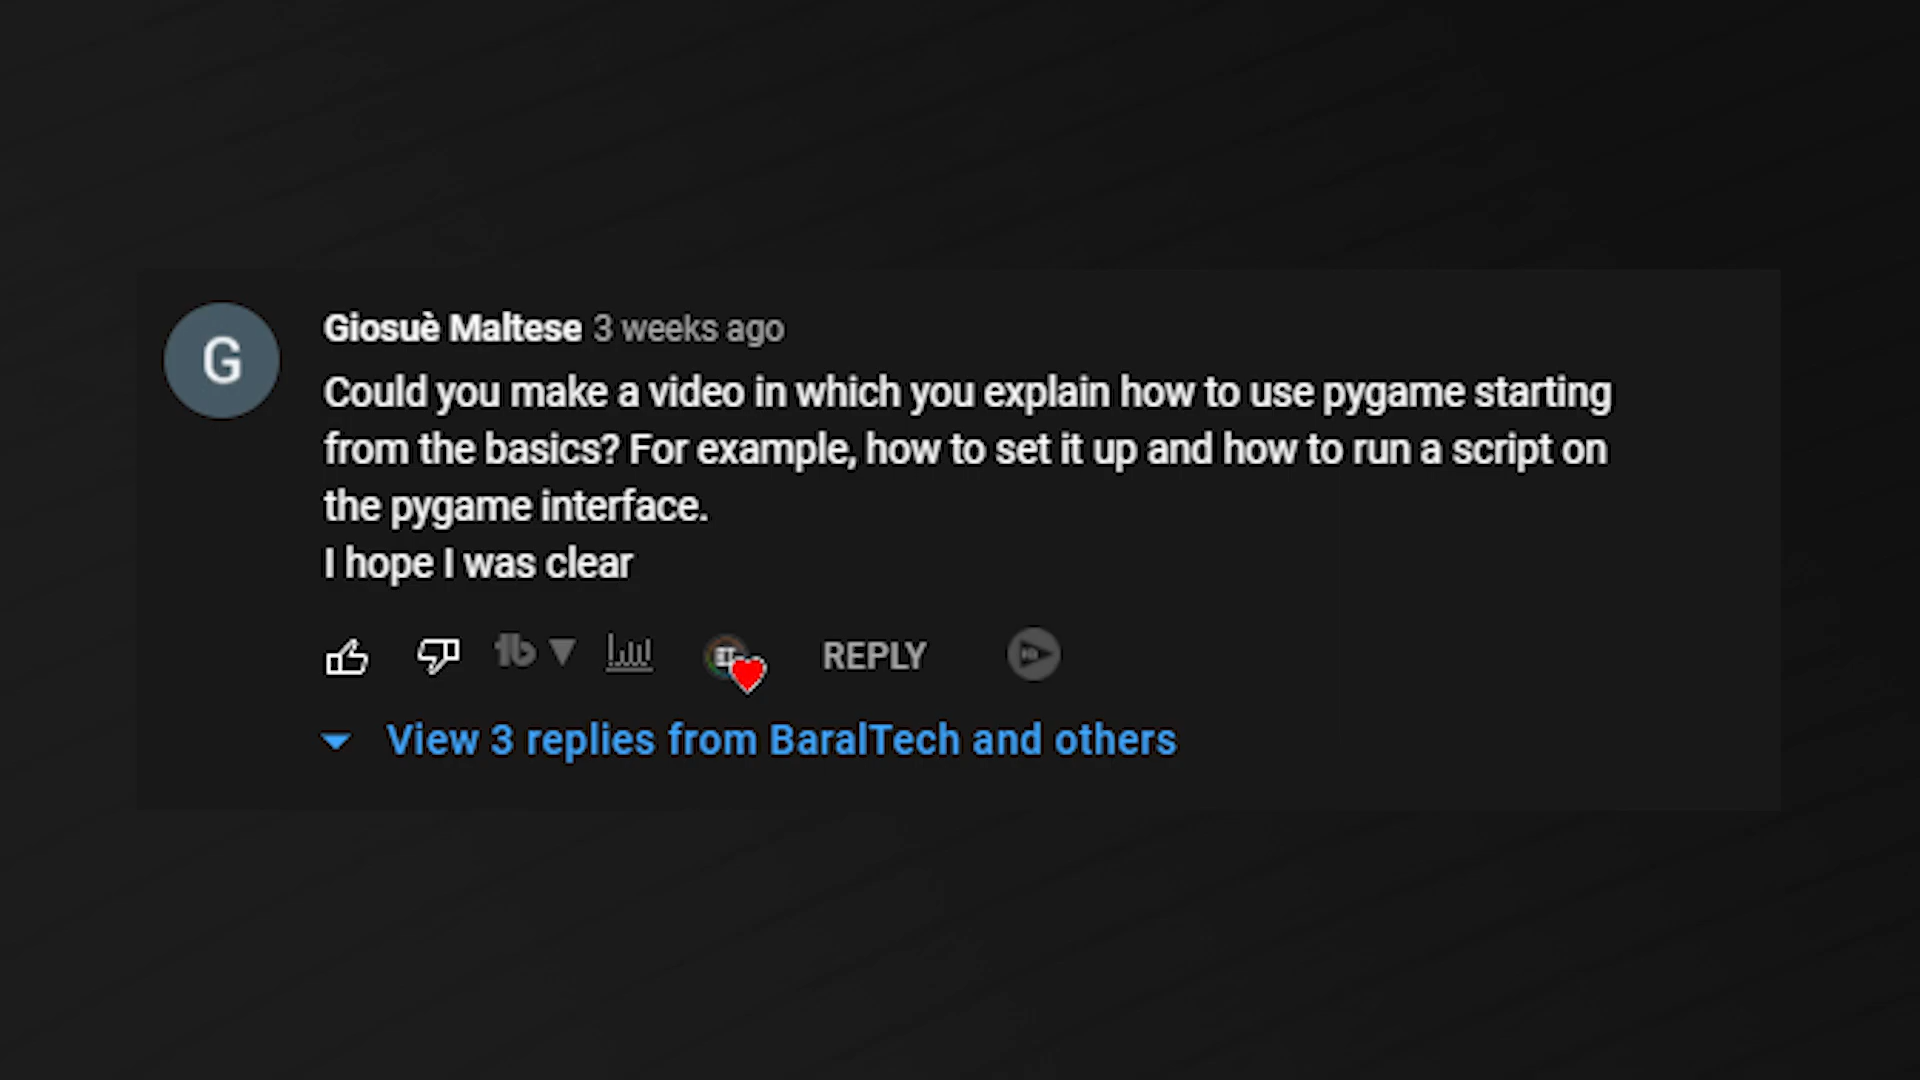 G
Giosuè Maltese 3 weeks ago
Could you make a video in which you explain how to use pygame starting
from the basics? For example, how to set it up and how to run a script on
the pygame interface.
I hope I was clear
REPLY
View 3 replies from BaralTech and others